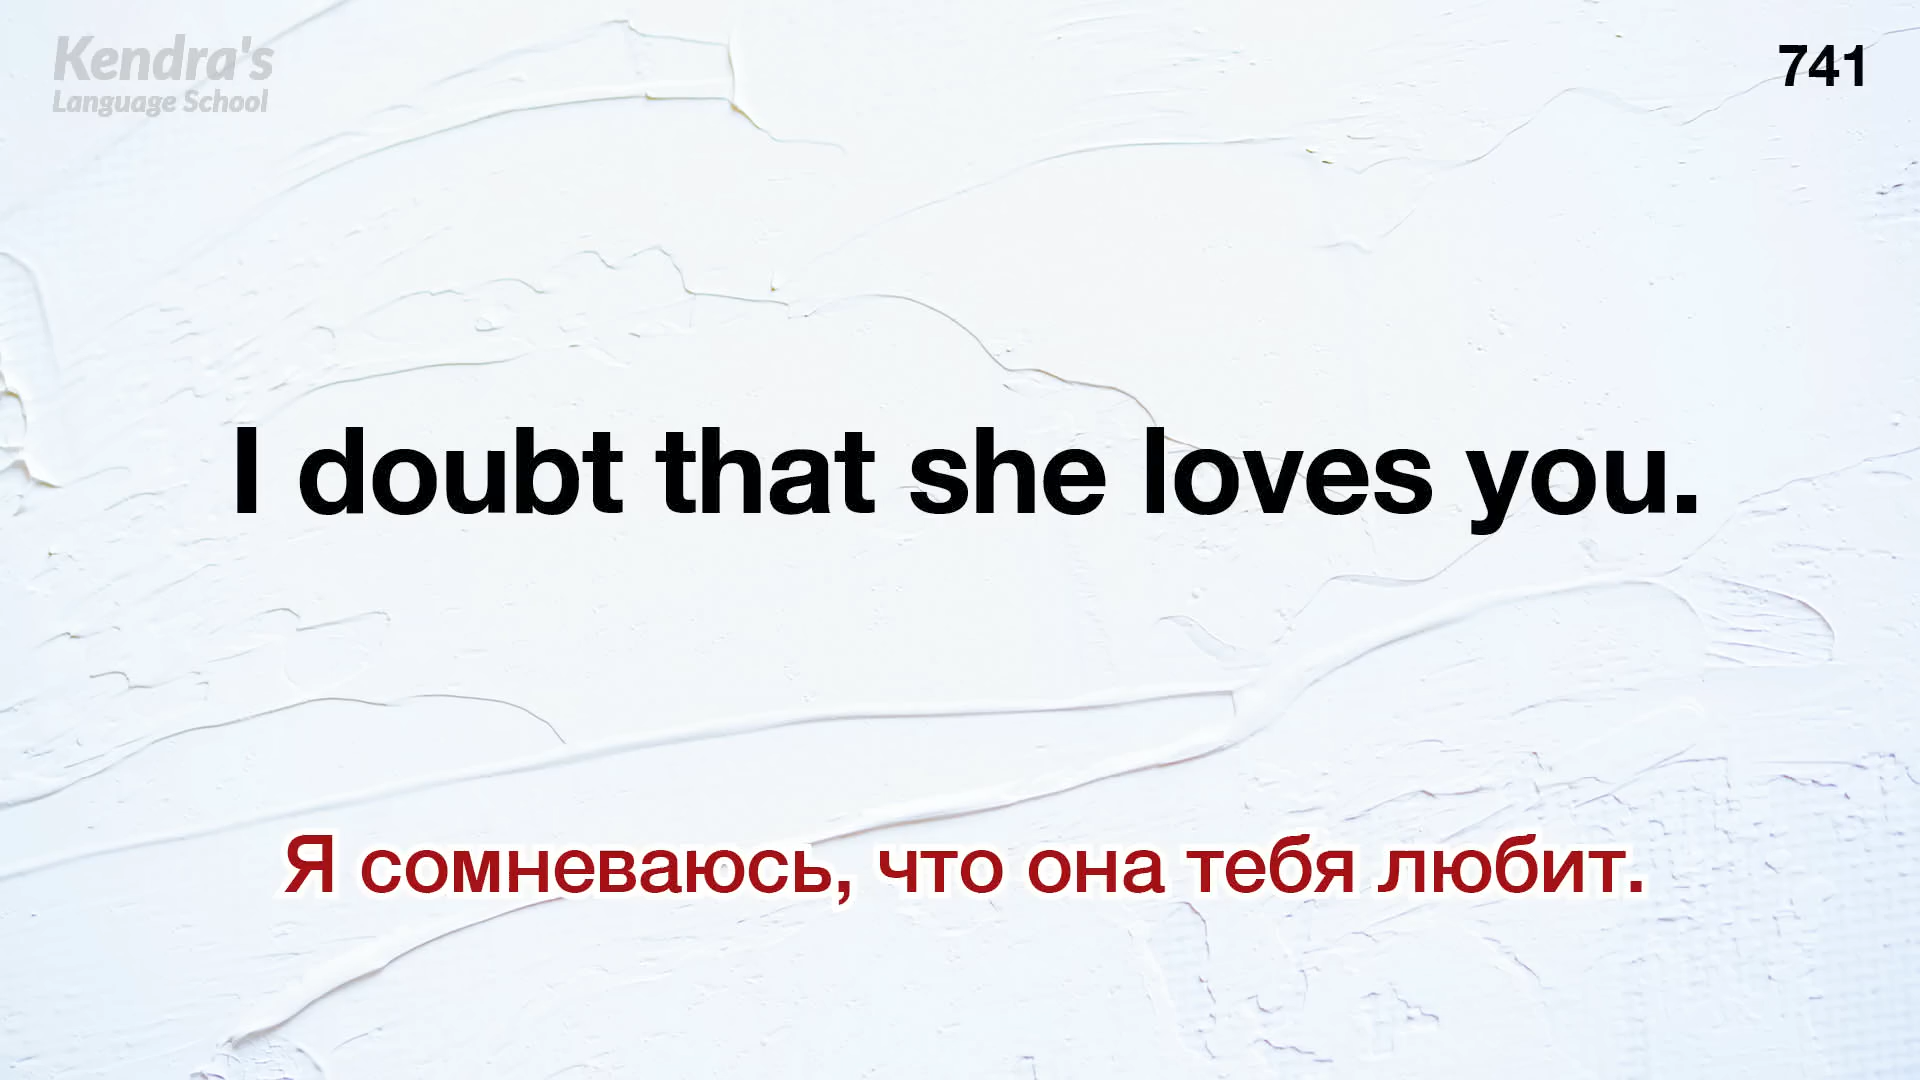 Kendra's
Language School
741
I doubt that she loves you.
Я сомневаюсь, что она тебя любит.